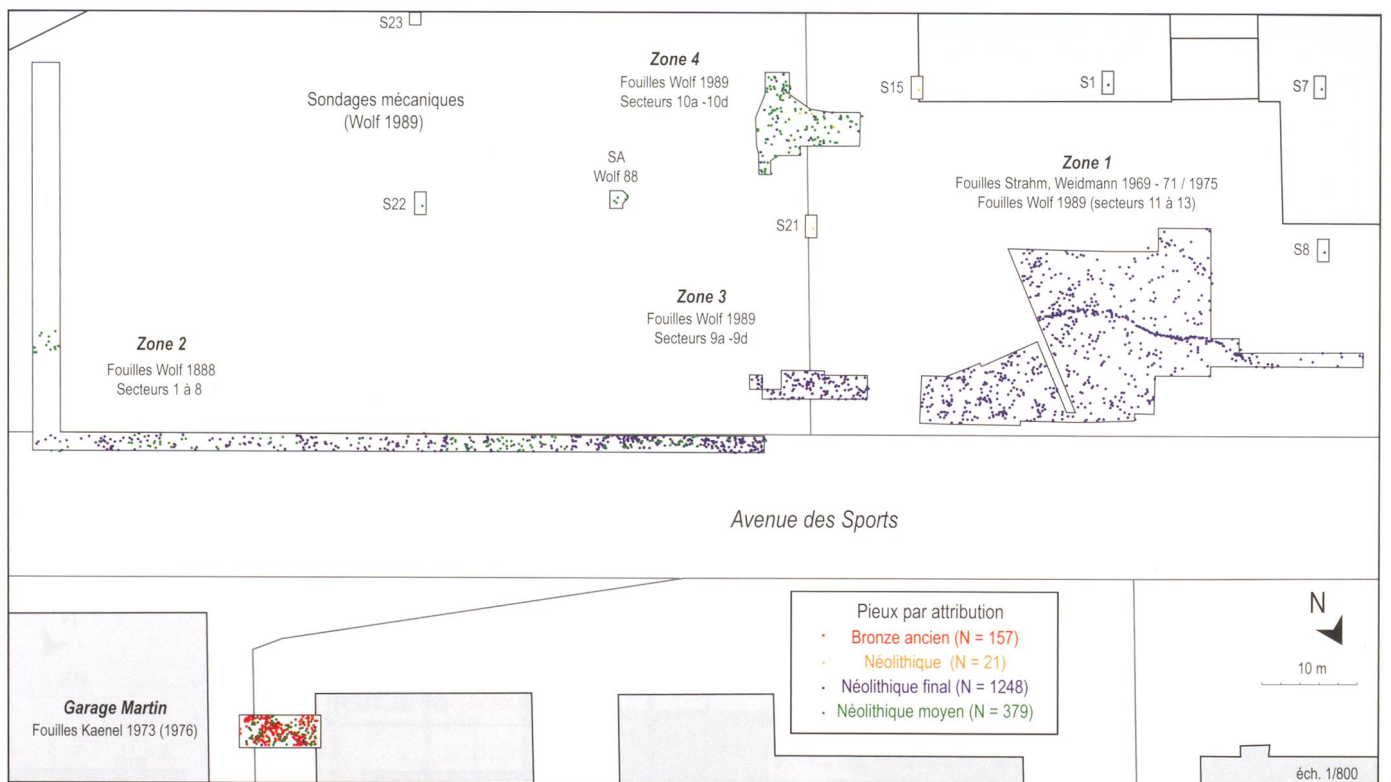 S23
Zone 4
Fouilles Wolf 1989
Secteurs 10a -10d
S15
S1
S7
Sondages mécaniques
(Wolf 1989)
SA
Wolf 88
Zone 1
Fouilles Strahm, Weidmann 1969 - 71 / 1975
Fouilles Wolf 1989 (secteurs 11 à 13)
S22
S21
S8
Zone 3
Fouilles Wolf 1989
Secteurs 9a -9d
Zone 2
Fouilles Wolf 1888
Secteurs 1 à 8
Avenue des Sports
Pieux par attribution
Bronze ancien (N = 157)
Néolithique (N = 21)
Néolithique final (N = 1248)
Néolithique moyen (N = 379)
N
10 m
Garage Martin
Fouilles Kaenel 1973 (1976)
éch. 1/800